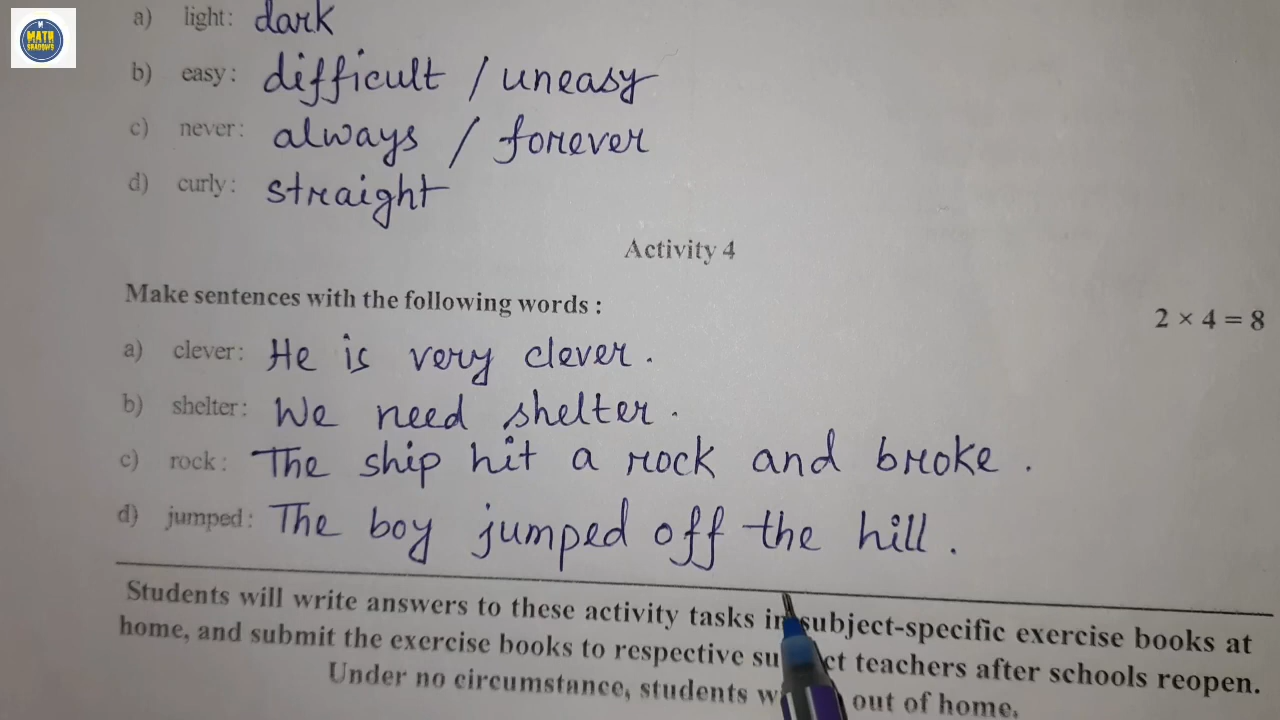 M
MATH
SHADOWS
a) light: dark
b) easy: difficult / uneasy
c) never: always / forever
d) curly: straight
Activity 4
Make sentences with the following words :
2 × 4 = 8
a) clever: He is very clever.
b) shelter: We need shelter.
c) rock: The ship hit a rock and broke.
d) jumped: The boy jumped off the hill.
Students will write answers to these activity tasks in subject-specific exercise books at
home, and submit the exercise books to respective teachers after schools reopen.
Under no circumstance, students out of home.